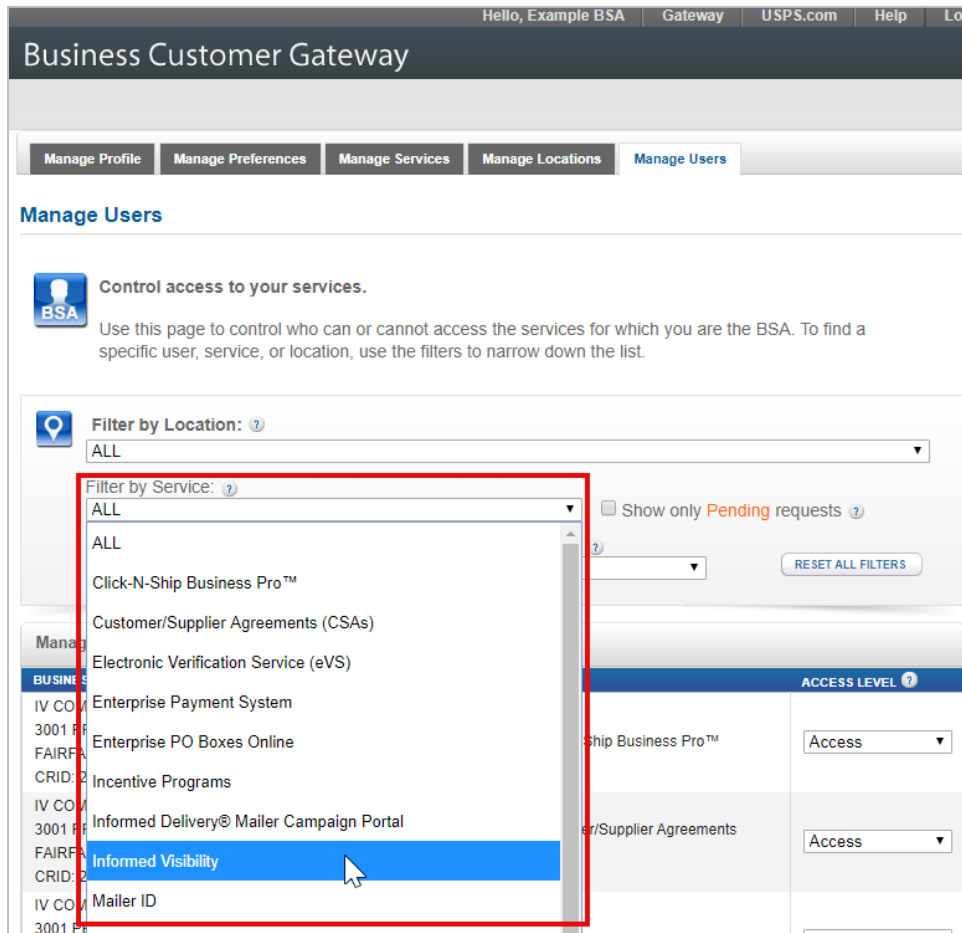 Hello, Example BSA Gateway USPS.com Help
Business Customer Gateway
Manage Profile Manage Preferences Manage Services Manage Locations Manage Users
Manage Users
BSA
Control access to your services.
Use this page to control who can or cannot access the services for which you are the BSA. To find a
specific user, service, or location, use the filters to narrow down the list.
Filter by Location: ?
ALL
Filter by Service: ?
ALL
Show only Pending requests ?
ALL
?
RESET ALL FILTERS
Click-N-Ship Business Pro™
Customer/Supplier Agreements (CSAs)
Electronic Verification Service (eVS)
Enterprise Payment System
Enterprise PO Boxes Online
Incentive Programs
Informed Delivery® Mailer Campaign Portal
Informed Visibility
Mailer ID
ACCESS LEVEL ?
IV
3001
CRID:
Ship Business Pro™
Access
IV
3001
CRID:
/Supplier Agreements
Access
IV
3001